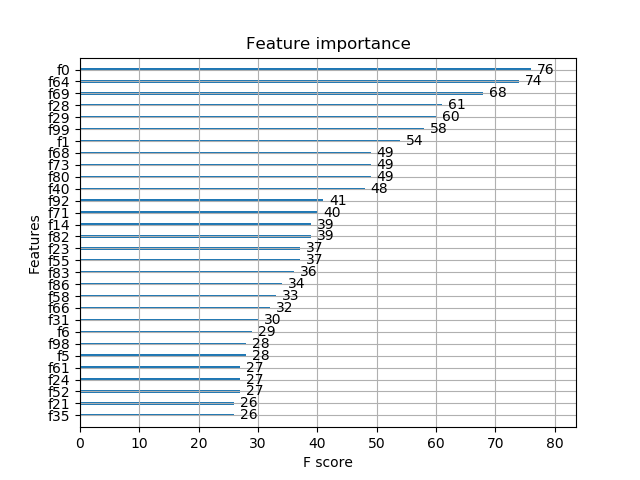 Feature importance
f0 76
f64 74
f69 68
f28 61
f29 60
f99 58
f1 54
f68 49
f73 49
f80 49
f40 48
f92 41
f71 40
f14 39
f82 39
f23 37
f55 37
f83 36
f86 34
f58 33
f66 32
f31 30
f6 29
f98 28
f5 28
f61 27
f24 27
f52 27
f21 26
f35 26
Features
0 10 20 30 40 50 60 70 80
F score